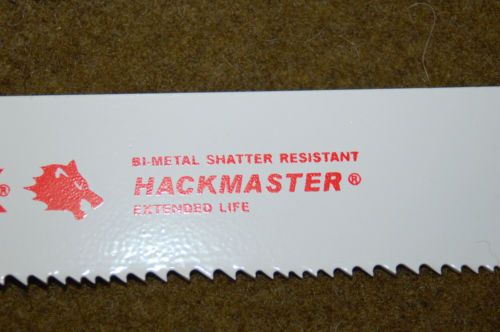 BI-METAL SHATTER RESISTANT
HACKMASTER®
EXTENDED LIFE